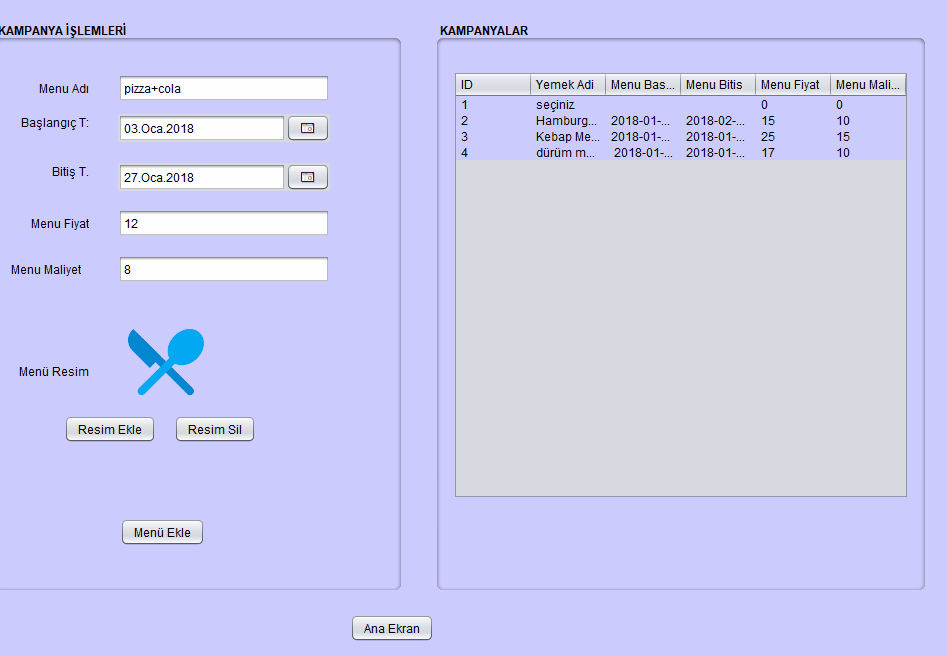 KAMPANYA İŞLEMLERİ
Menu Adı pizza+cola
Başlangıç T: 03.Oca.2018
Bitiş T. 27.Oca.2018
Menu Fiyat 12
Menu Maliyet 8
Menü Resim
Resim Ekle Resim Sil
Menü Ekle
KAMPANYALAR
ID Yemek Adi Menu Bas... Menu Bitis Menu Fiyat Menu Mali...
1 seçiniz 0 0
2 Hamburg... 2018-01-... 2018-02-... 15 10
3 Kebap Me... 2018-01-... 2018-01-... 25 15
4 dürüm m... 2018-01-... 2018-01-... 17 10
Ana Ekran